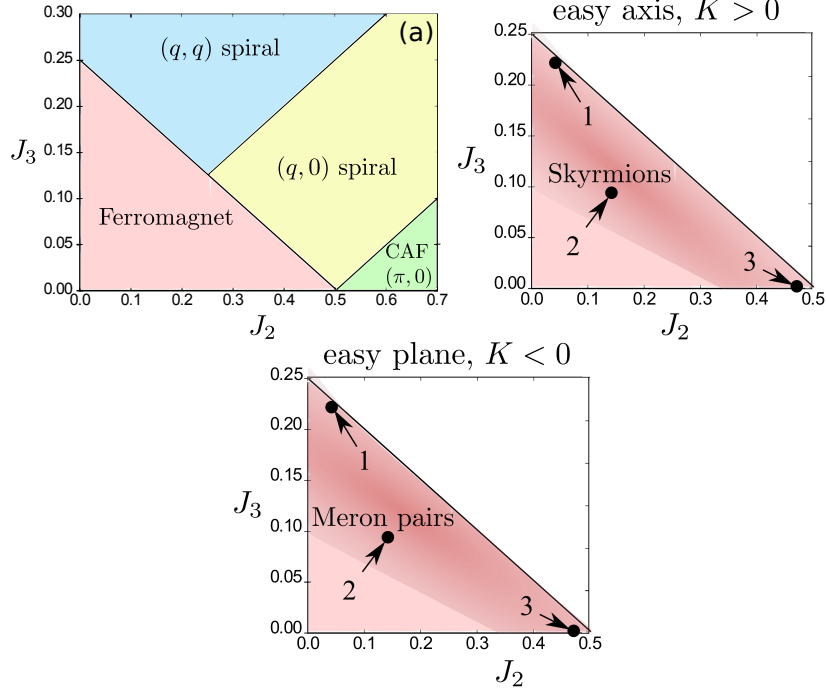 (a)
0.30
0.25
0.20
0.15
0.10
0.05
0.00
J₃
(q, q) spiral
(q, 0) spiral
Ferromagnet
CAF
(π, 0)
0.0 0.1 0.2 0.3 0.4 0.5 0.6 0.7
J₂
easy axis, K > 0
0.25
0.20
0.15
0.10
0.05
0.00
J₃
1
Skyrmions
2
3
0.0 0.1 0.2 0.3 0.4 0.5
J₂
easy plane, K < 0
0.25
0.20
0.15
0.10
0.05
0.00
J₃
1
Meron pairs
2
3
0.0 0.1 0.2 0.3 0.4 0.5
J₂